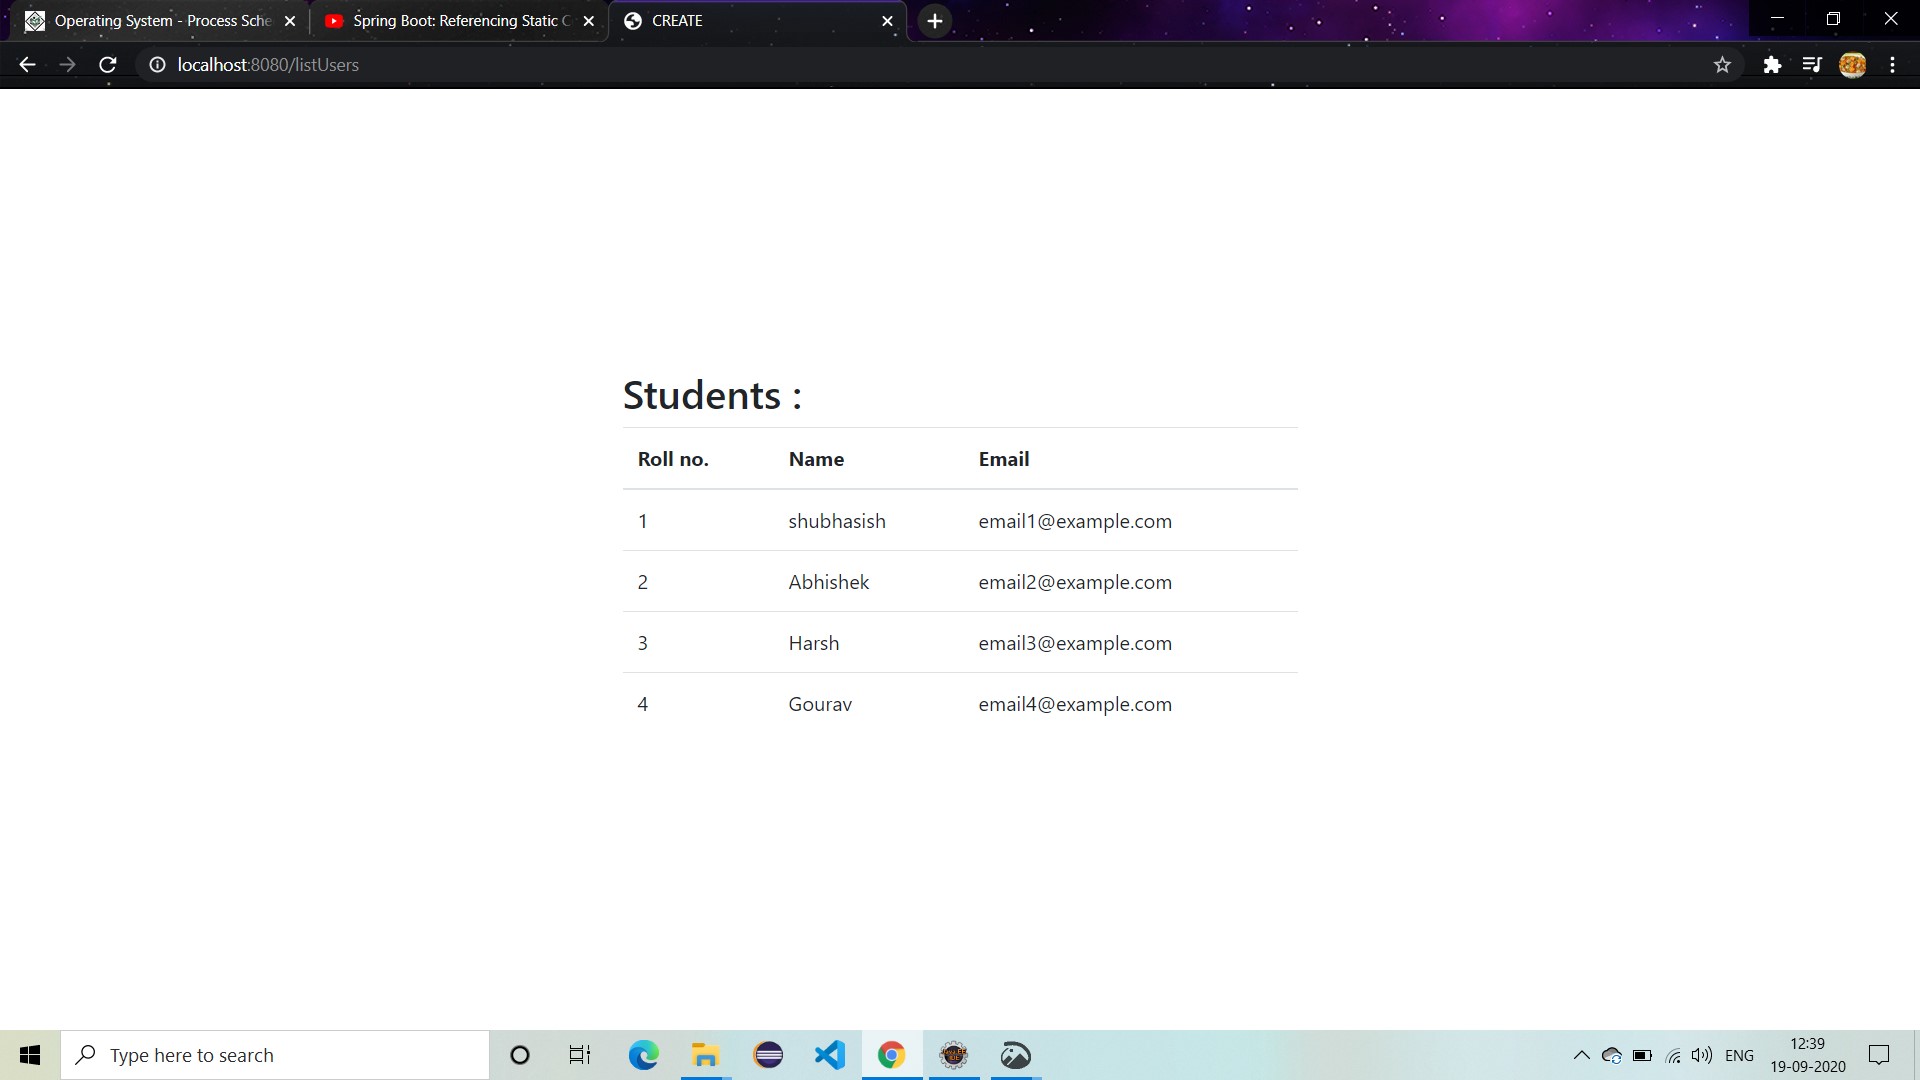 Operating System - Process Sche
Spring Boot: Referencing Static C
CREATE
localhost:8080/listUsers
Students :
Roll no. Name Email
1 shubhasish email1@example.com
2 Abhishek email2@example.com
3 Harsh email3@example.com
4 Gourav email4@example.com
Type here to search
ENG
12:39
19-09-2020